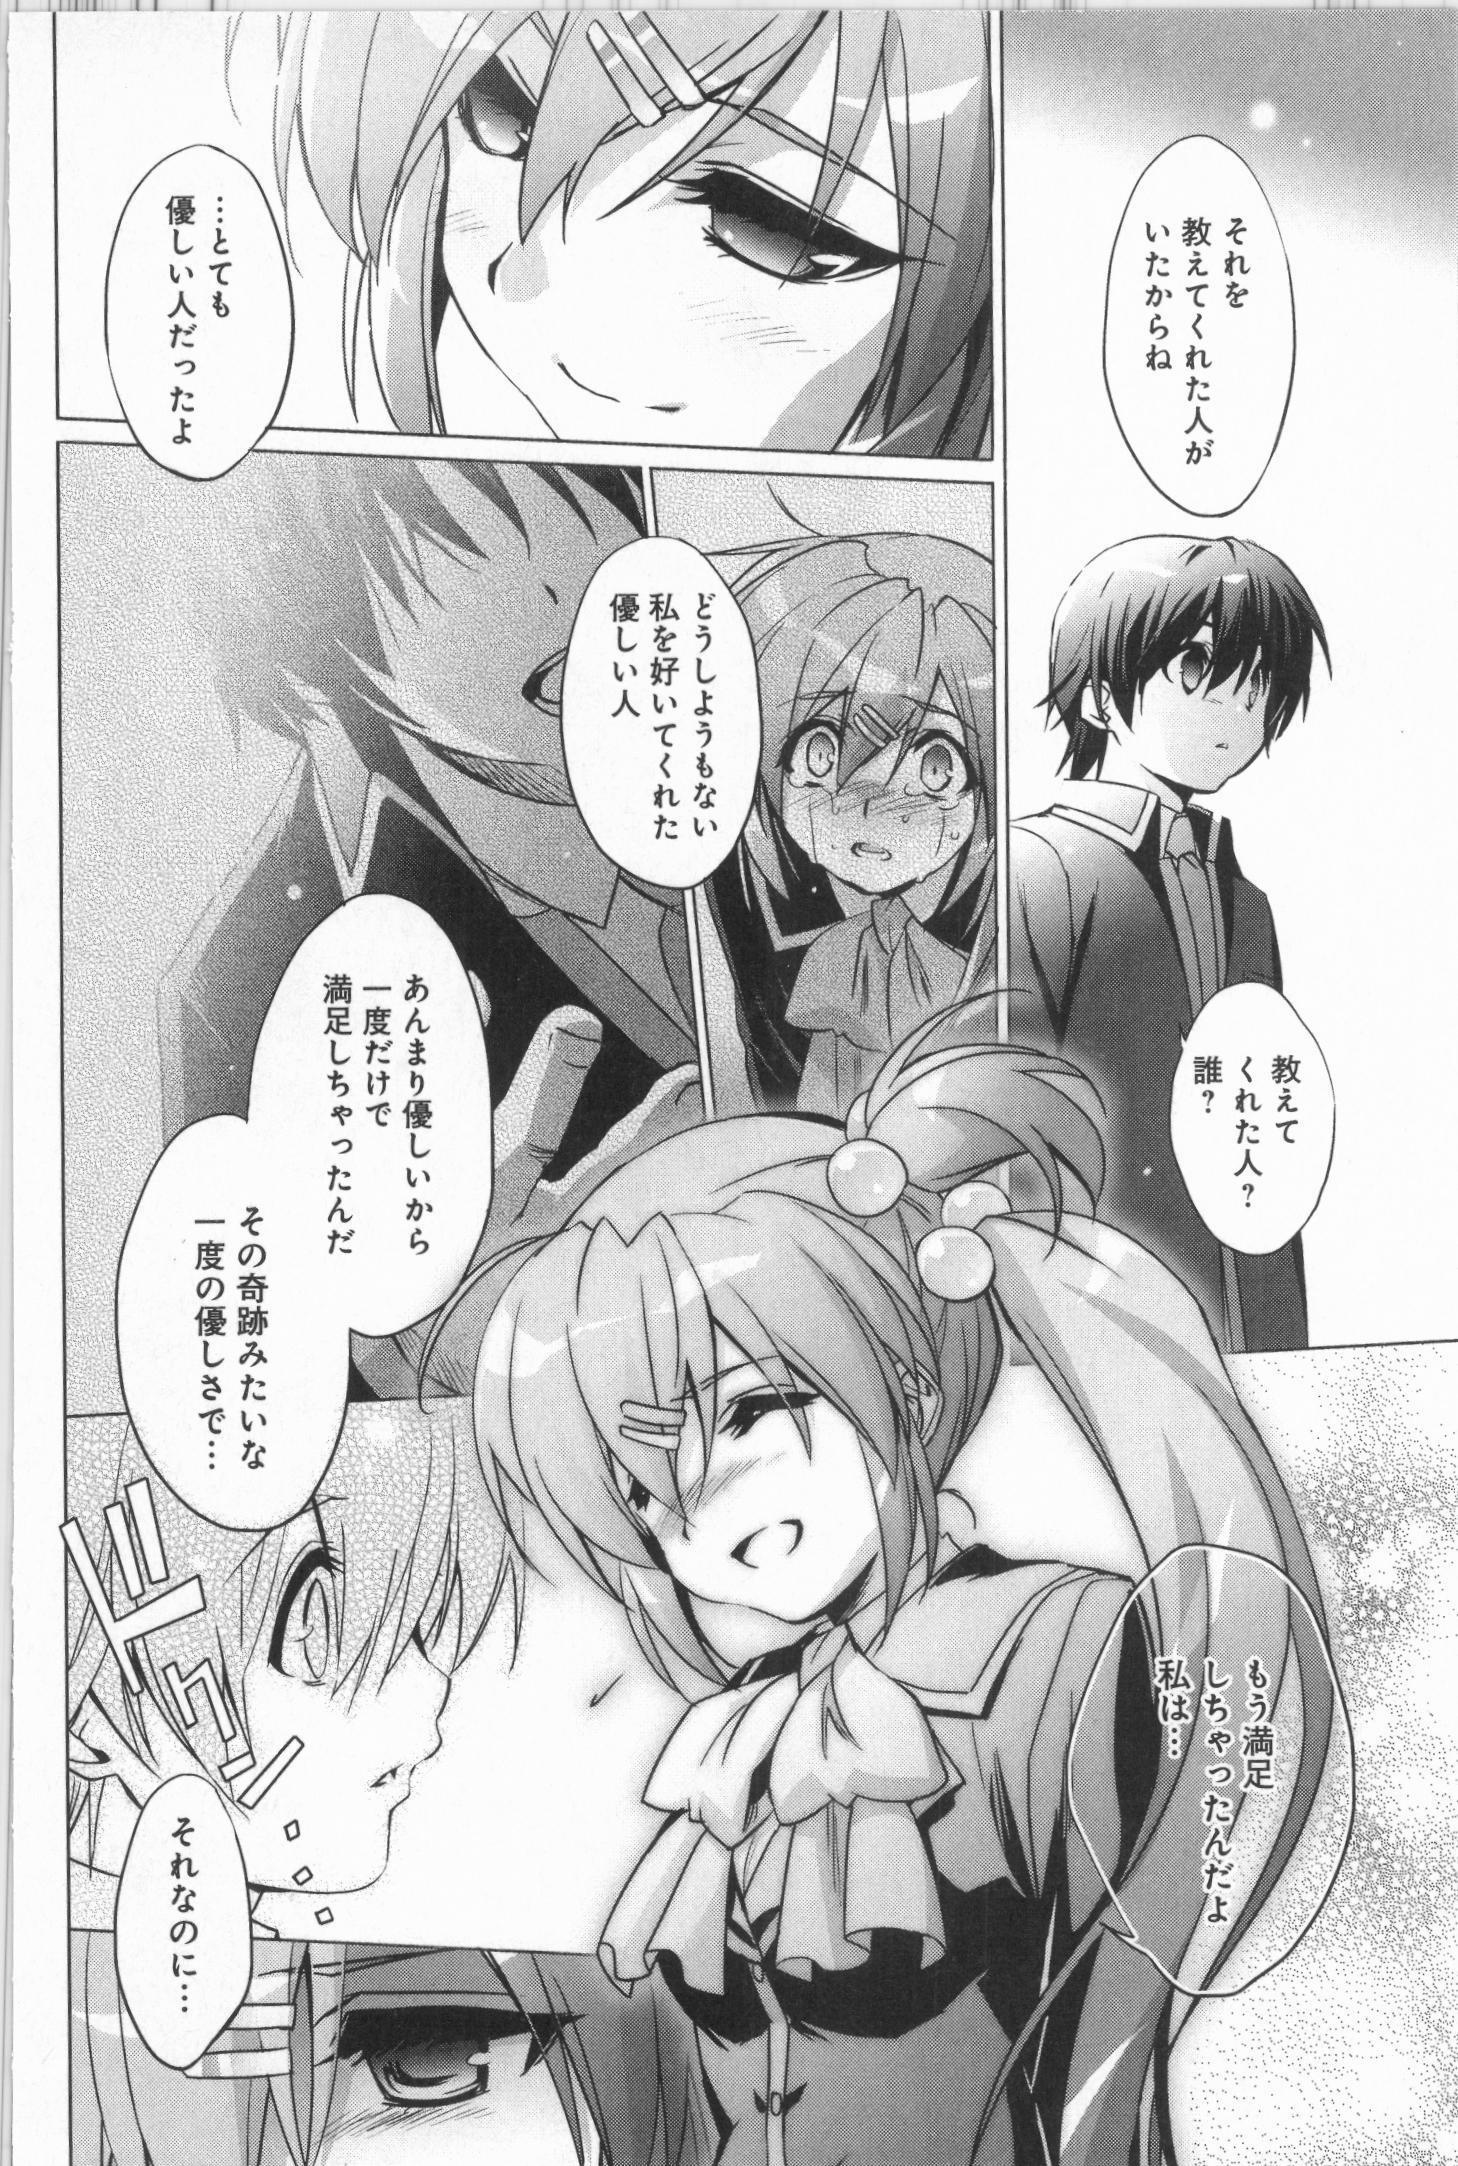 それを
教えてくれた人が
いたからね
教えて
くれた人?
誰?
…とても
優しい人だったよ
どうしようもない
私を好いてくれた
優しい人
あんまり優しいから
一度だけで
満足しちゃったんだ
その奇跡みたいな
一度の優しさで…
もう満足
しちゃったんだよ
私は…
ドクン
それなのに…